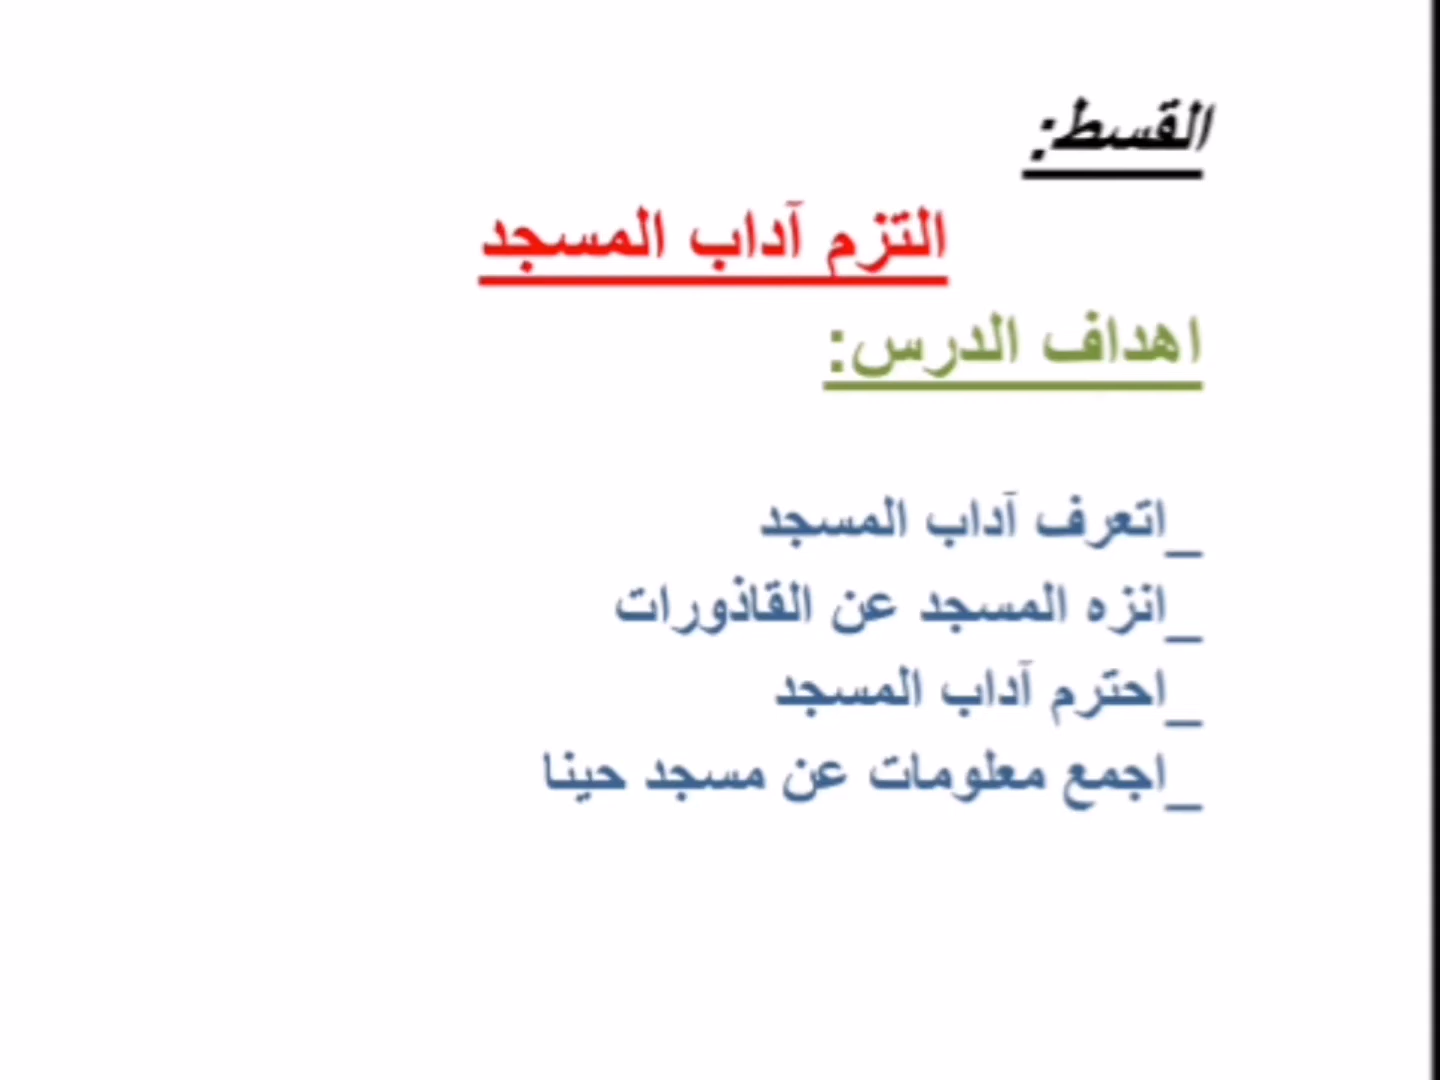 القسط:
التزم آداب المسجد
اهداف الدرس:
_اتعرف آداب المسجد
_انزه المسجد عن القاذورات
_احترم آداب المسجد
_اجمع معلومات عن مسجد حينا